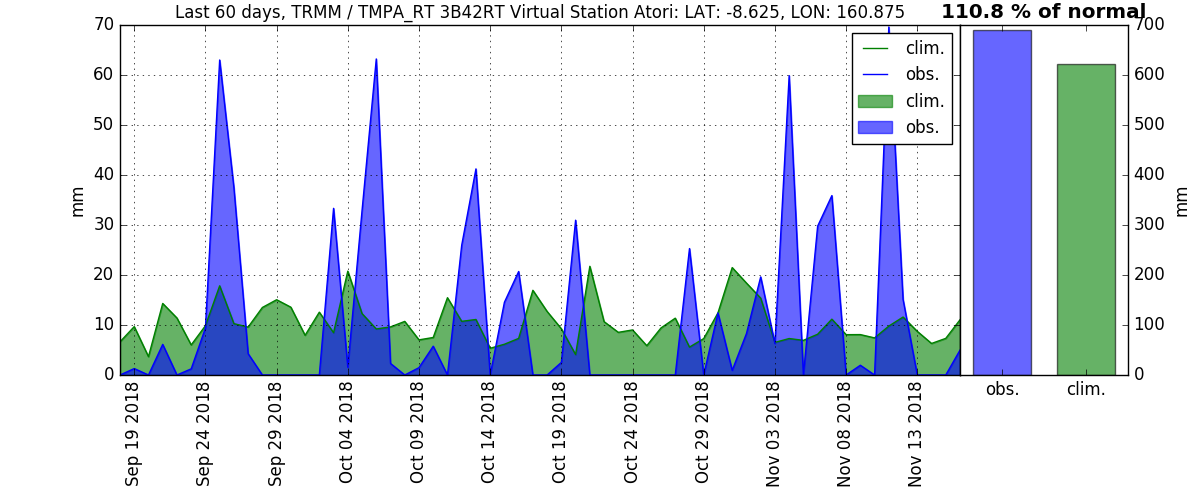 Last 60 days, TRMM / TMPA_RT 3B42RT Virtual Station Atori: LAT: -8.625, LON: 160.875
110.8 % of normal
70
60
50
40
30
20
10
0
mm
clim.
obs.
clim.
obs.
700
600
500
400
300
200
100
0
mm
obs.
clim.
Sep 19 2018
Sep 24 2018
Sep 29 2018
Oct 04 2018
Oct 09 2018
Oct 14 2018
Oct 19 2018
Oct 24 2018
Oct 29 2018
Nov 03 2018
Nov 08 2018
Nov 13 2018